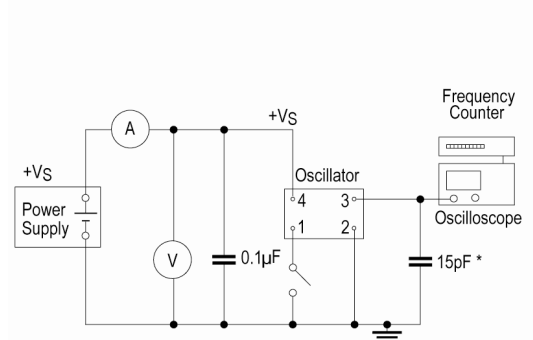 Frequency
Counter
A
+VS
+VS
Oscillator
Power
Supply
4
3
1
2
Oscilloscope
V
0.1µF
15pF *